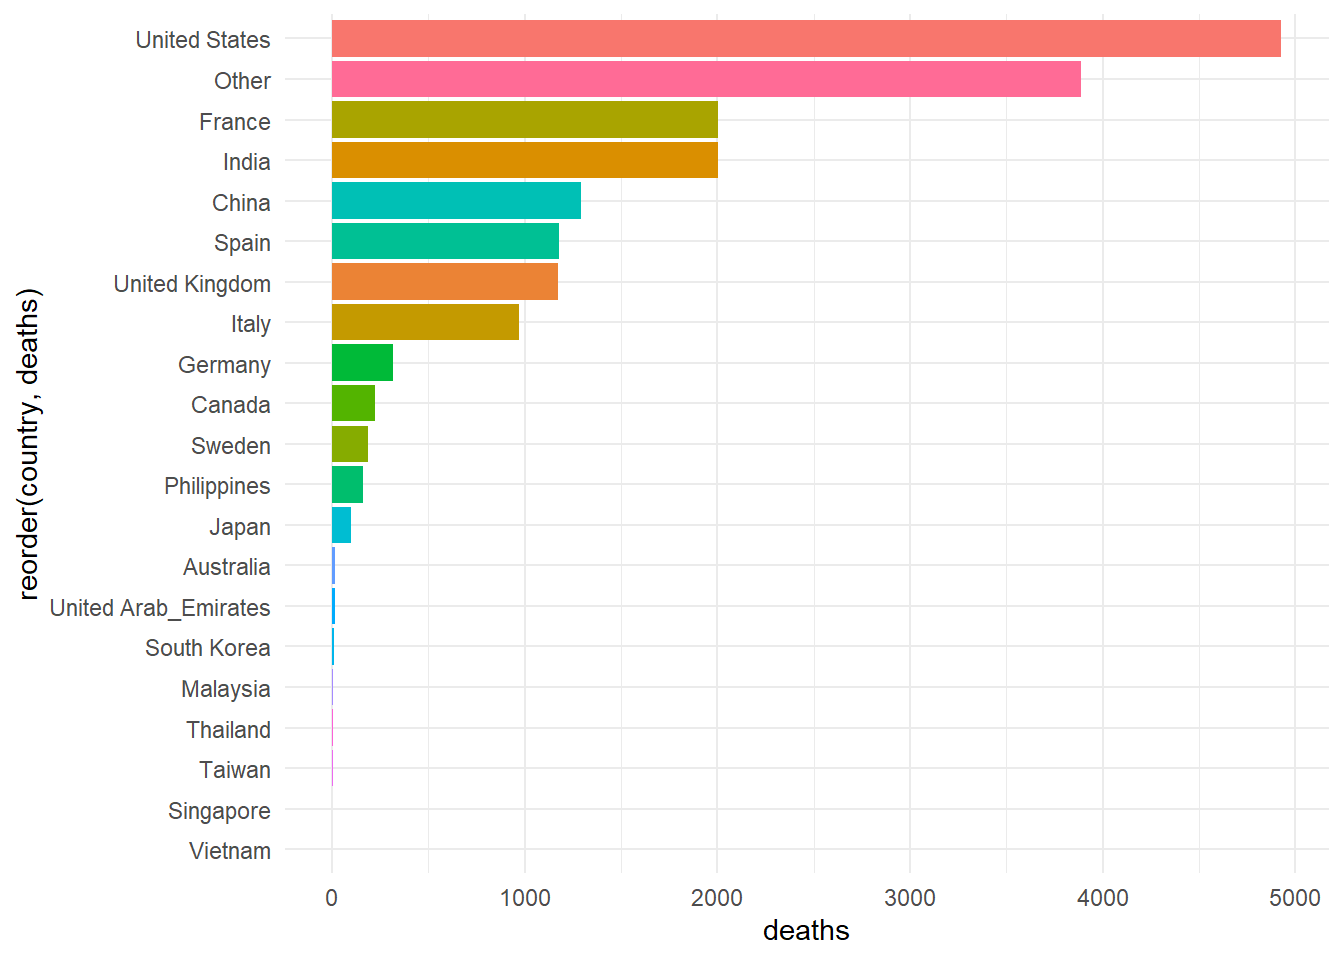 United States
Other
France
India
China
Spain
United Kingdom
Italy
Germany
Canada
Sweden
Philippines
Japan
Australia
United Arab_Emirates
South Korea
Malaysia
Thailand
Taiwan
Singapore
Vietnam
reorder(country, deaths)
0 1000 2000 3000 4000 5000
deaths